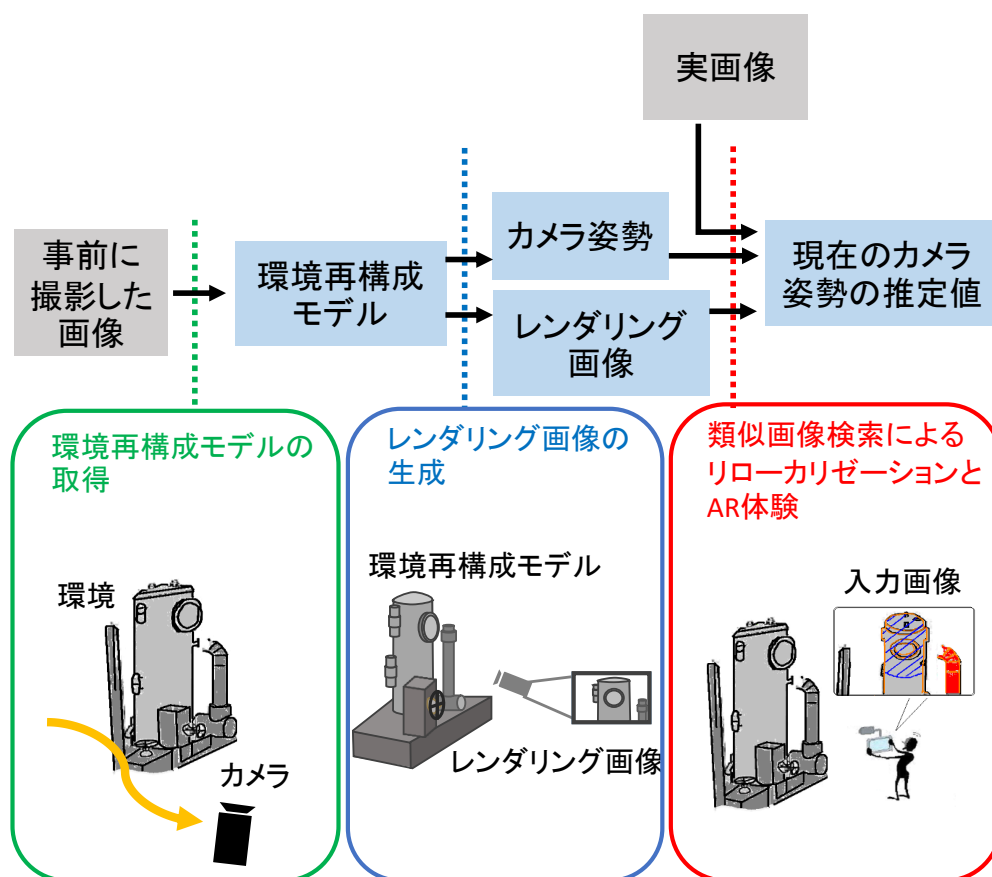 実画像
事前に
撮影した
画像
環境再構成
モデル
カメラ姿勢
レンダリング
画像
現在のカメラ
姿勢の推定値
環境再構成モデルの
取得
環境
カメラ
レンダリング画像の
生成
環境再構成モデル
レンダリング画像
類似画像検索による
リローカリゼーションと
AR体験
入力画像